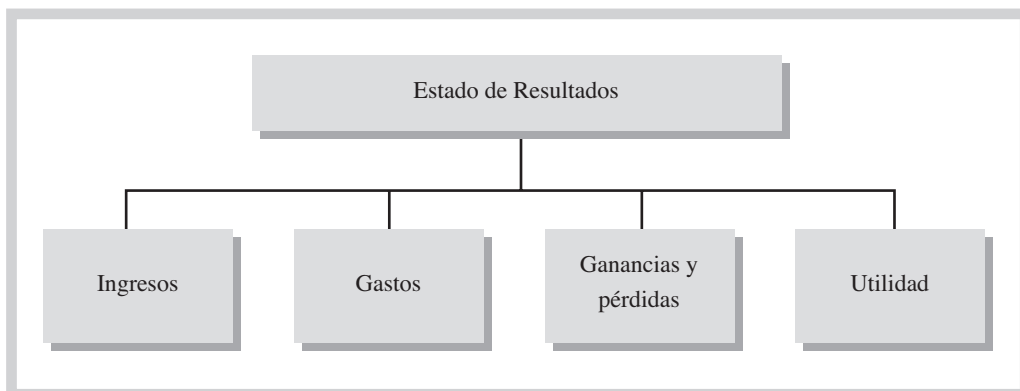 Estado de Resultados
Ingresos
Gastos
Ganancias y
pérdidas
Utilidad